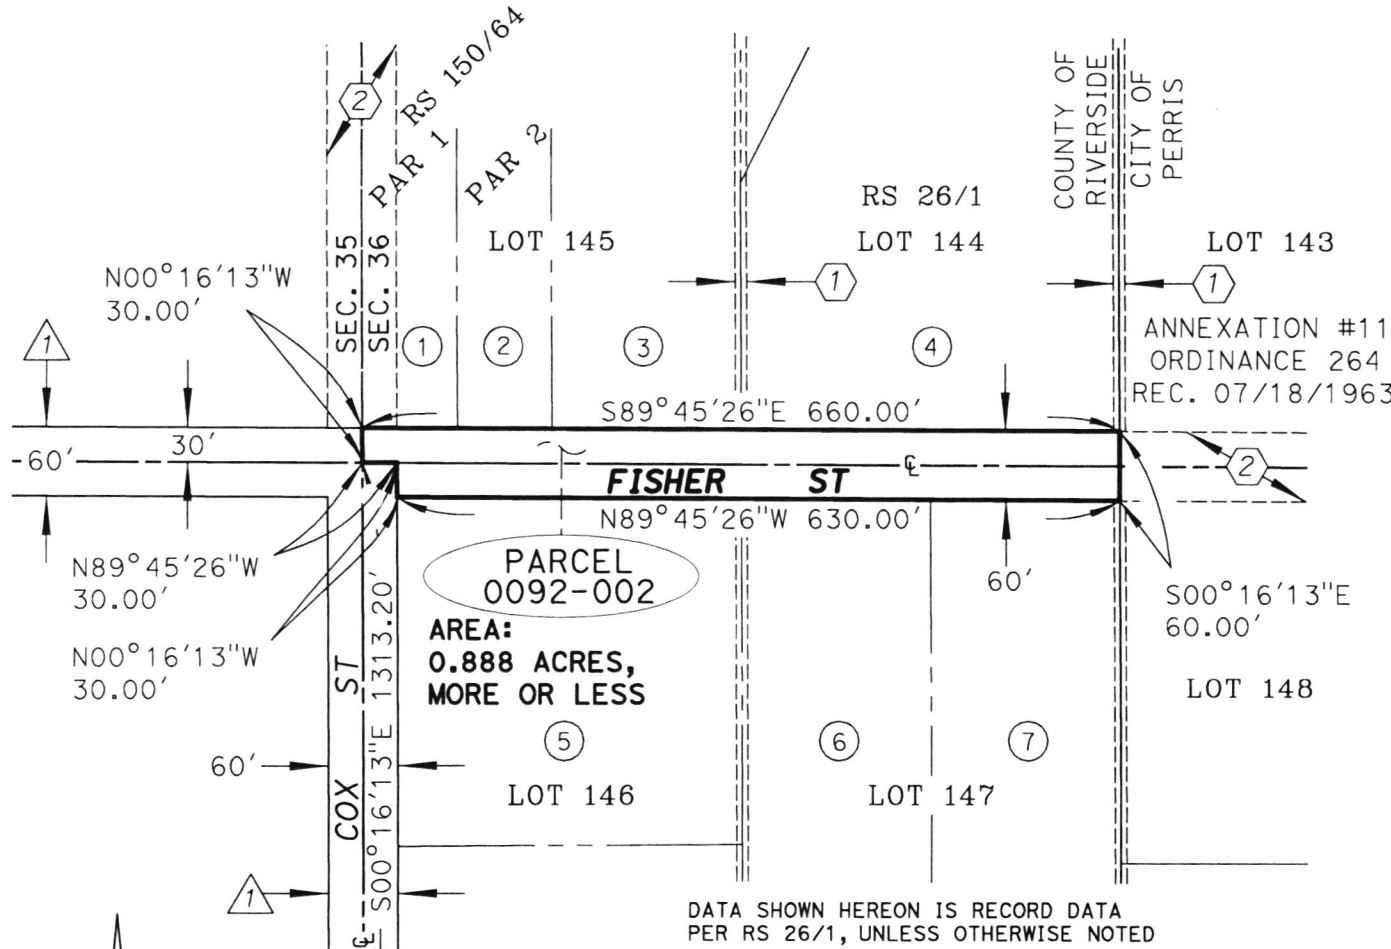 RS 150/64
2
PAR 1
PAR 2
SEC. 35
SEC. 36
LOT 145
RS 26/1
LOT 144
COUNTY OF
RIVERSIDE
CITY OF
PERRIS
LOT 143
1
1
N00°16'13"W
30.00'
1
1
2
3
4
ANNEXATION #11
ORDINANCE 264
REC. 07/18/1963
S89°45'26"E 660.00'
30'
60'
FISHER ST
℄
2
N89°45'26"W 630.00'
N89°45'26"W
30.00'
PARCEL
0092-002
60'
S00°16'13"E
60.00'
N00°16'13"W
30.00'
AREA:
0.888 ACRES,
MORE OR LESS
LOT 148
60'
COX ST
S00°16'13"E 1313.20'
5
6
7
LOT 146
LOT 147
1
℄
DATA SHOWN HEREON IS RECORD DATA
PER RS 26/1, UNLESS OTHERWISE NOTED